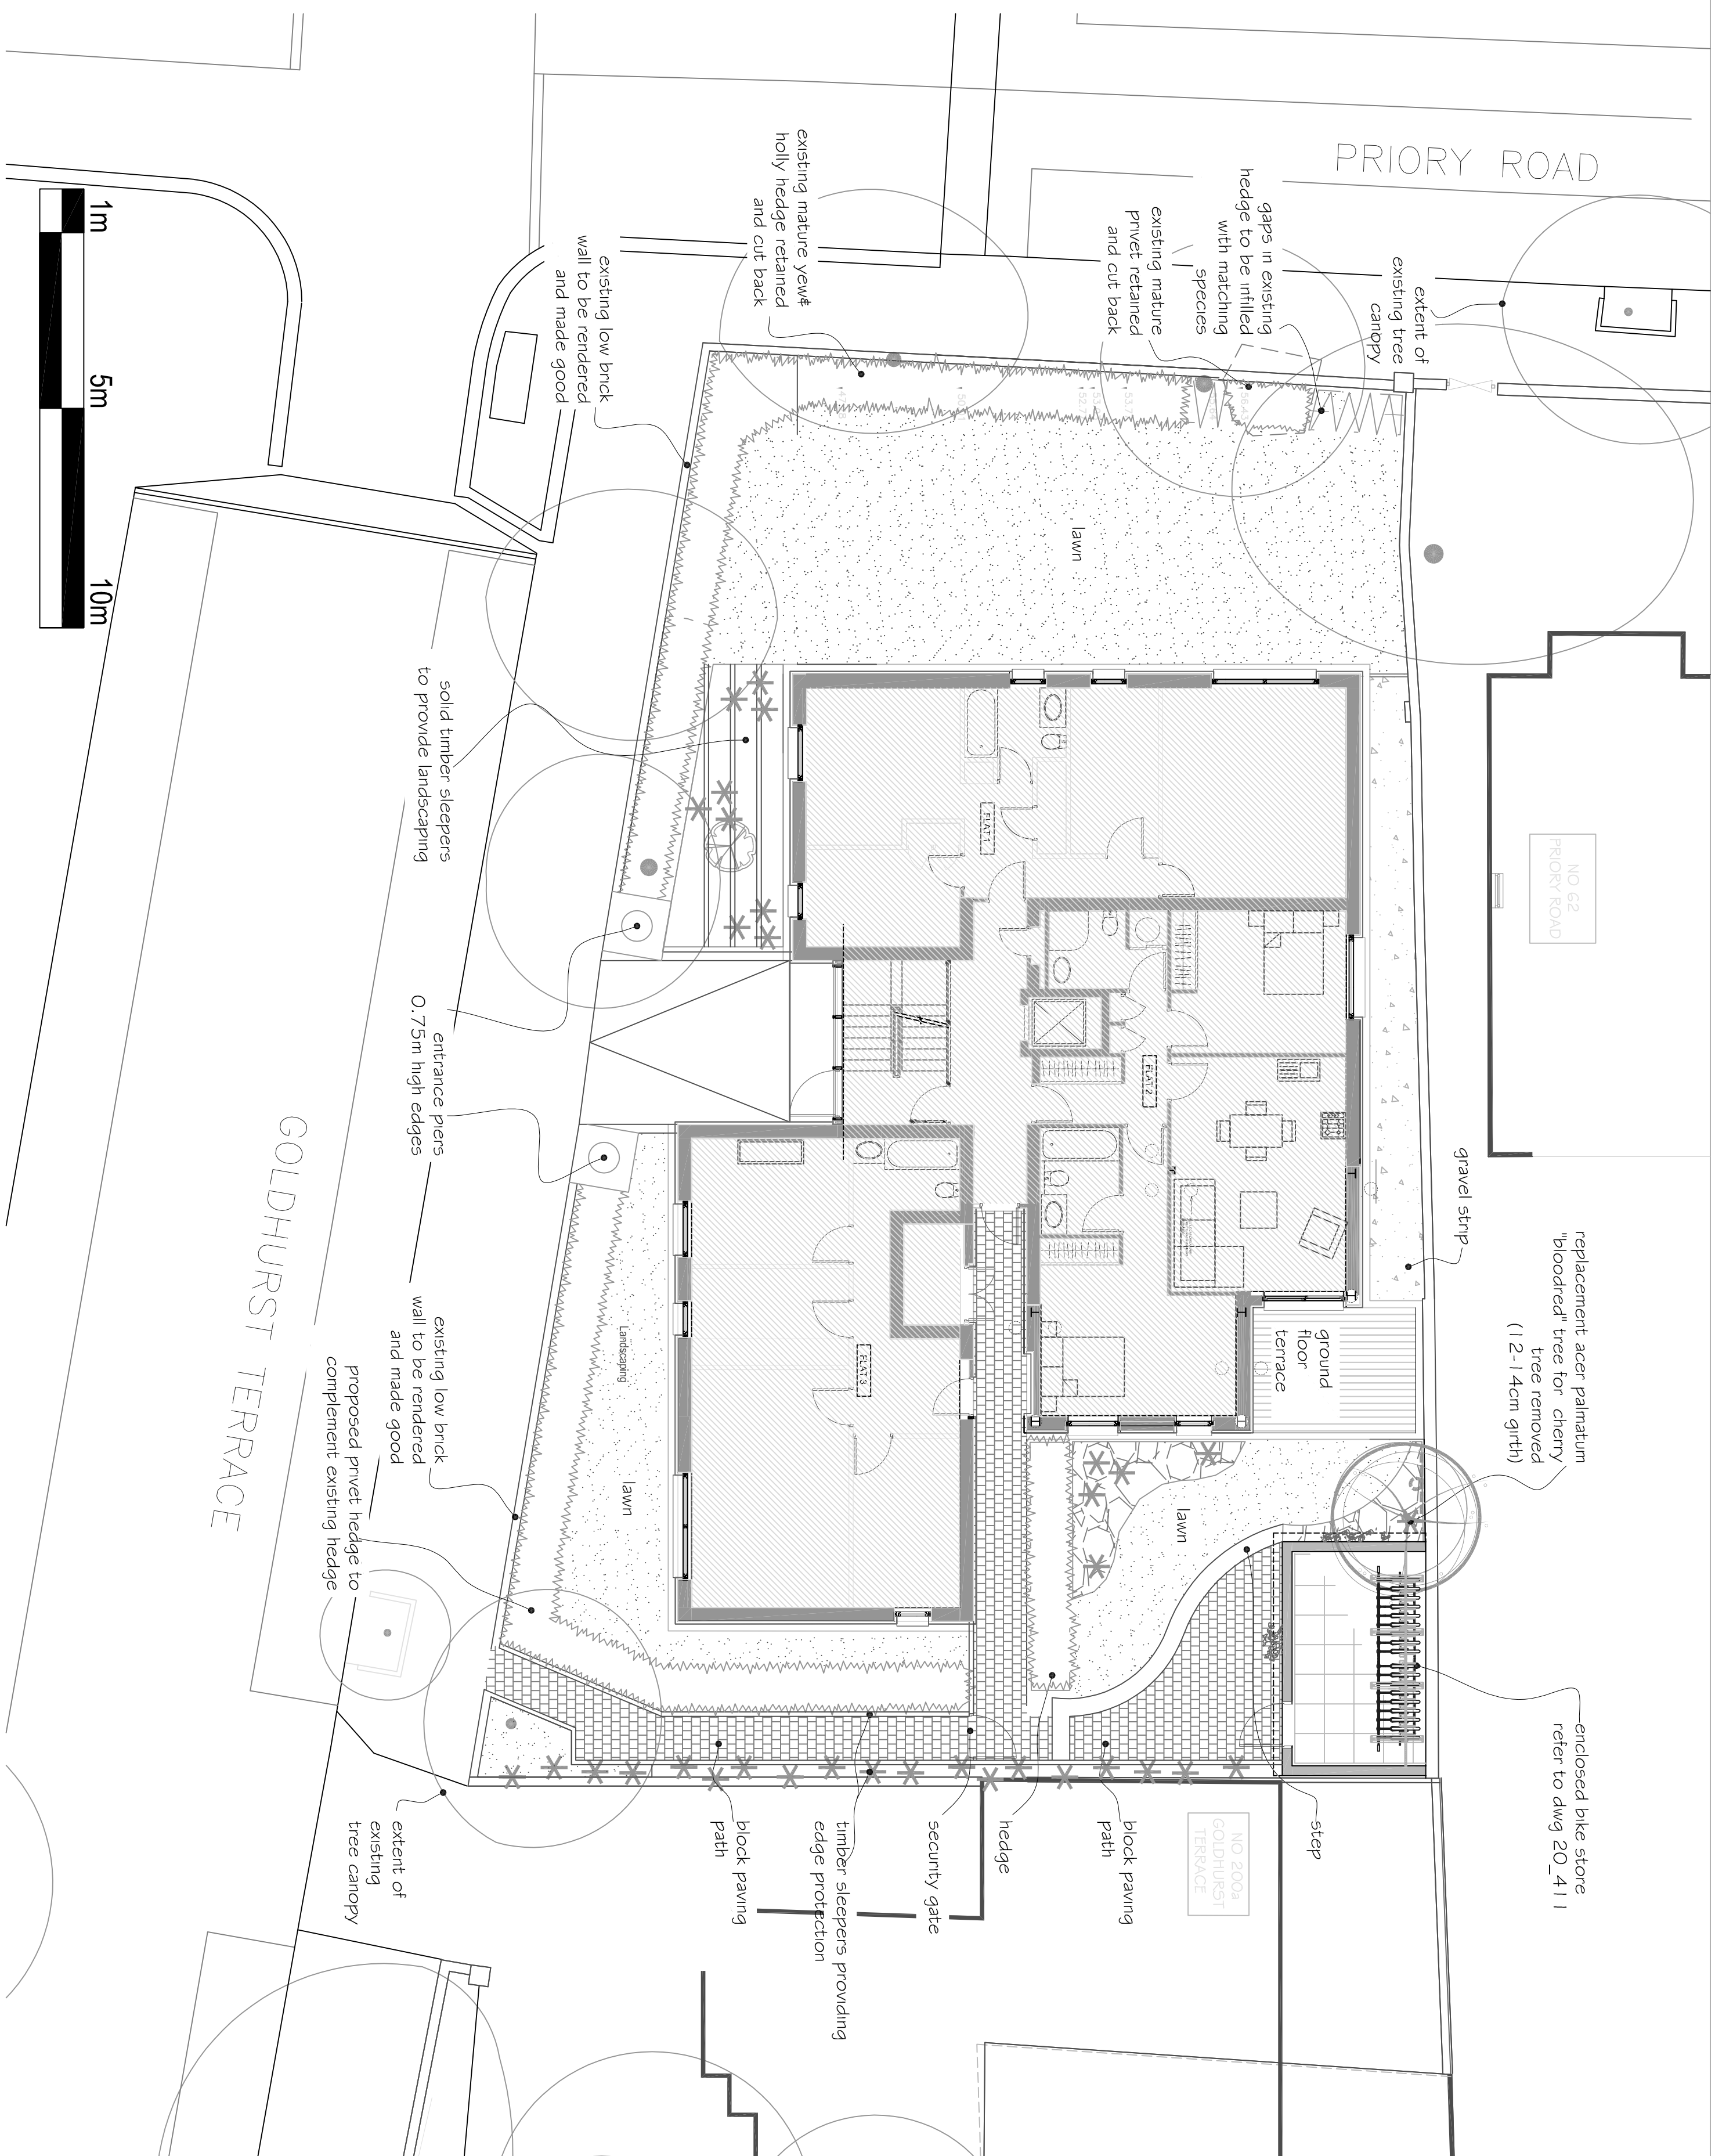 PRIORY ROAD
extent of
existing tree
canopy
gaps in existing
hedge to be infilled
with matching
species
existing mature
privet retained
and cut back
existing mature yew&
holly hedge retained
and cut back
existing low brick
wall to be rendered
and made good
1m
5m
10m
lawn
NO 62
PRIORY ROAD
solid timber sleepers
to provide landscaping
FLAT 1
FLAT 2
FLAT 3
entrance piers
0.75m high edges
GOLDHURST TERRACE
gravel strip
replacement acer palmatum
"bloodred" tree for cherry
tree removed
(12-14cm girth)
ground
floor
terrace
Landscaping
lawn
lawn
existing low brick
wall to be rendered
and made good
proposed privet hedge to
complement existing hedge
enclosed bike store
refer to dwg 20_411
step
NO 200a
GOLDHURST
TERRACE
block paving
path
hedge
security gate
timber sleepers providing
edge protection
block paving
path
extent of
existing
tree canopy